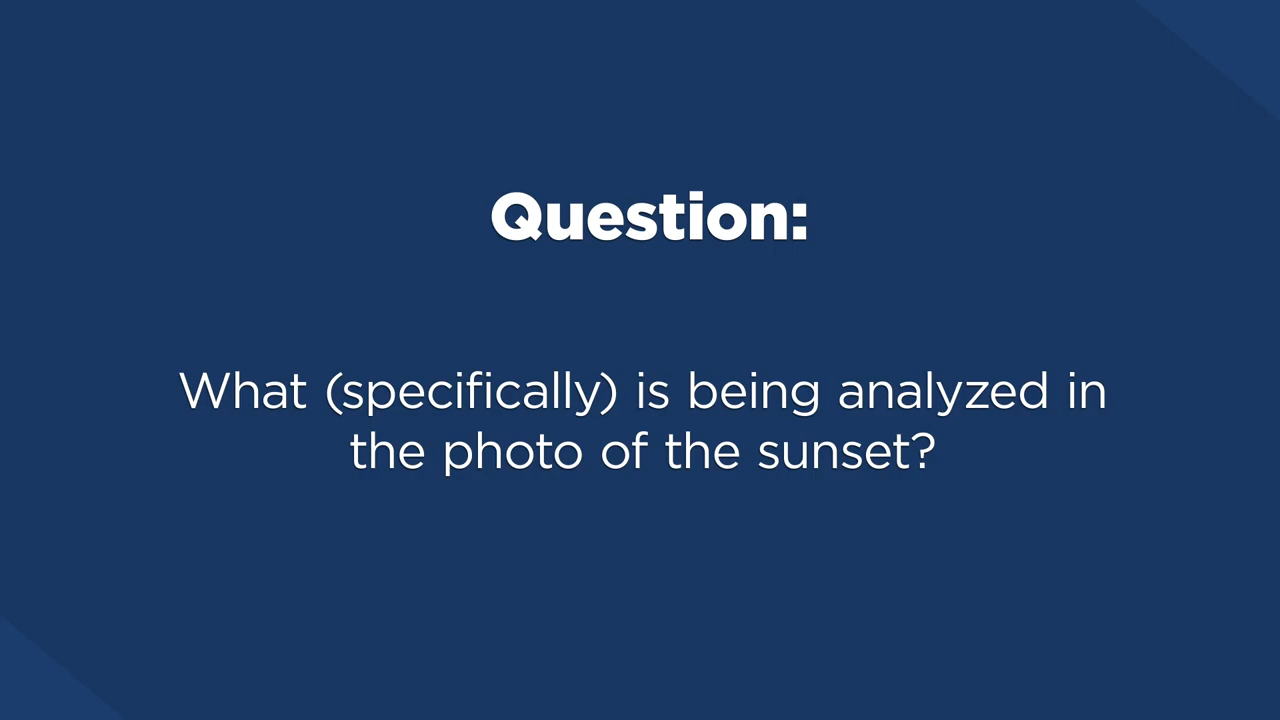 Question:
What (specifically) is being analyzed in
the photo of the sunset?